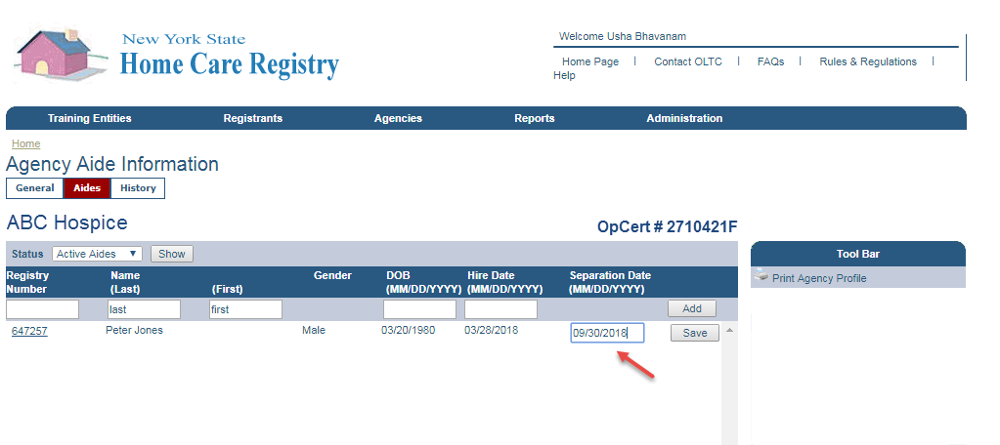 New York State
Home Care Registry
Welcome Usha Bhavanam
Home Page | Contact OLTC | FAQs | Rules & Regulations |
Help
Training Entities Registrants Agencies Reports Administration
Home
Agency Aide Information
General Aides History
ABC Hospice
OpCert # 2710421F
Status Active Aides Show
Tool Bar
Print Agency Profile
Registry Name Gender DOB Hire Date Separation Date
Number (Last) (First) (MM/DD/YYYY) (MM/DD/YYYY) (MM/DD/YYYY)
last first Add
647257 Peter Jones Male 03/20/1980 03/28/2018 09/30/2018 Save